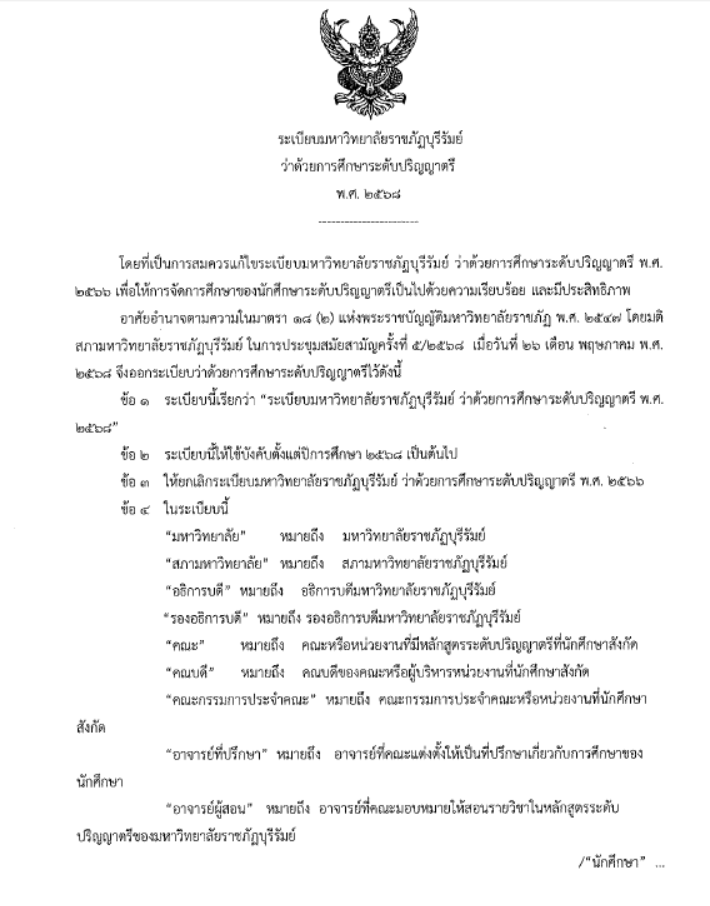 ระเบียบมหาวิทยาลัยราชภัฏบุรีรัมย์
ว่าด้วยการศึกษาระดับปริญญาตรี
พ.ศ. ๒๕๖๘
โดยที่เป็นการสมควรแก้ไขระเบียบมหาวิทยาลัยราชภัฏบุรีรัมย์ ว่าด้วยการศึกษาระดับปริญญาตรี พ.ศ.
๒๕๖๖ เพื่อให้การจัดการศึกษาของนักศึกษาระดับปริญญาตรีเป็นไปด้วยความเรียบร้อย และมีประสิทธิภาพ
อาศัยอำนาจตามความในมาตรา ๑๘ (๒) แห่งพระราชบัญญัติมหาวิทยาลัยราชภัฏ พ.ศ. ๒๕๔๗ โดยมติ
สภามหาวิทยาลัยราชภัฏบุรีรัมย์ ในการประชุมสมัยสามัญครั้งที่ ๕/๒๕๖๘ เมื่อวันที่ ๒๖ เดือน พฤษภาคม พ.ศ.
๒๕๖๘ จึงออกระเบียบว่าด้วยการศึกษาระดับปริญญาตรีไว้ดังนี้
ข้อ ๑ ระเบียบนี้เรียกว่า “ระเบียบมหาวิทยาลัยราชภัฏบุรีรัมย์ ว่าด้วยการศึกษาระดับปริญญาตรี พ.ศ.
๒๕๖๘”
ข้อ ๒ ระเบียบนี้ให้ใช้บังคับตั้งแต่ปีการศึกษา ๒๕๖๘ เป็นต้นไป
ข้อ ๓ ให้ยกเลิกระเบียบมหาวิทยาลัยราชภัฏบุรีรัมย์ ว่าด้วยการศึกษาระดับปริญญาตรี พ.ศ. ๒๕๖๖
ข้อ ๔ ในระเบียบนี้
“มหาวิทยาลัย” หมายถึง มหาวิทยาลัยราชภัฏบุรีรัมย์
“สภามหาวิทยาลัย” หมายถึง สภามหาวิทยาลัยราชภัฏบุรีรัมย์
“อธิการบดี” หมายถึง อธิการบดีมหาวิทยาลัยราชภัฏบุรีรัมย์
“รองอธิการบดี” หมายถึง รองอธิการบดีมหาวิทยาลัยราชภัฏบุรีรัมย์
“คณะ” หมายถึง คณะหรือหน่วยงานที่มีหลักสูตรระดับปริญญาตรีที่นักศึกษาสังกัด
“คณบดี” หมายถึง คณบดีของคณะหรือผู้บริหารหน่วยงานที่นักศึกษาสังกัด
“คณะกรรมการประจำคณะ” หมายถึง คณะกรรมการประจำคณะหรือหน่วยงานที่นักศึกษา
สังกัด
“อาจารย์ที่ปรึกษา” หมายถึง อาจารย์ที่คณะแต่งตั้งให้เป็นที่ปรึกษาเกี่ยวกับการศึกษาของ
นักศึกษา
“อาจารย์ผู้สอน” หมายถึง อาจารย์ที่คณะมอบหมายให้สอนรายวิชาในหลักสูตรระดับ
ปริญญาตรีของมหาวิทยาลัยราชภัฏบุรีรัมย์
/“นักศึกษา” ...